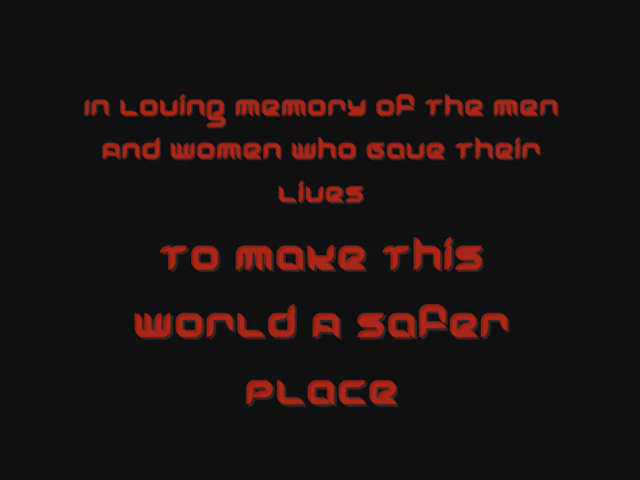 In Loving memory of The men
And women who Gave Their
Lives
To make This
World A Safer
Place